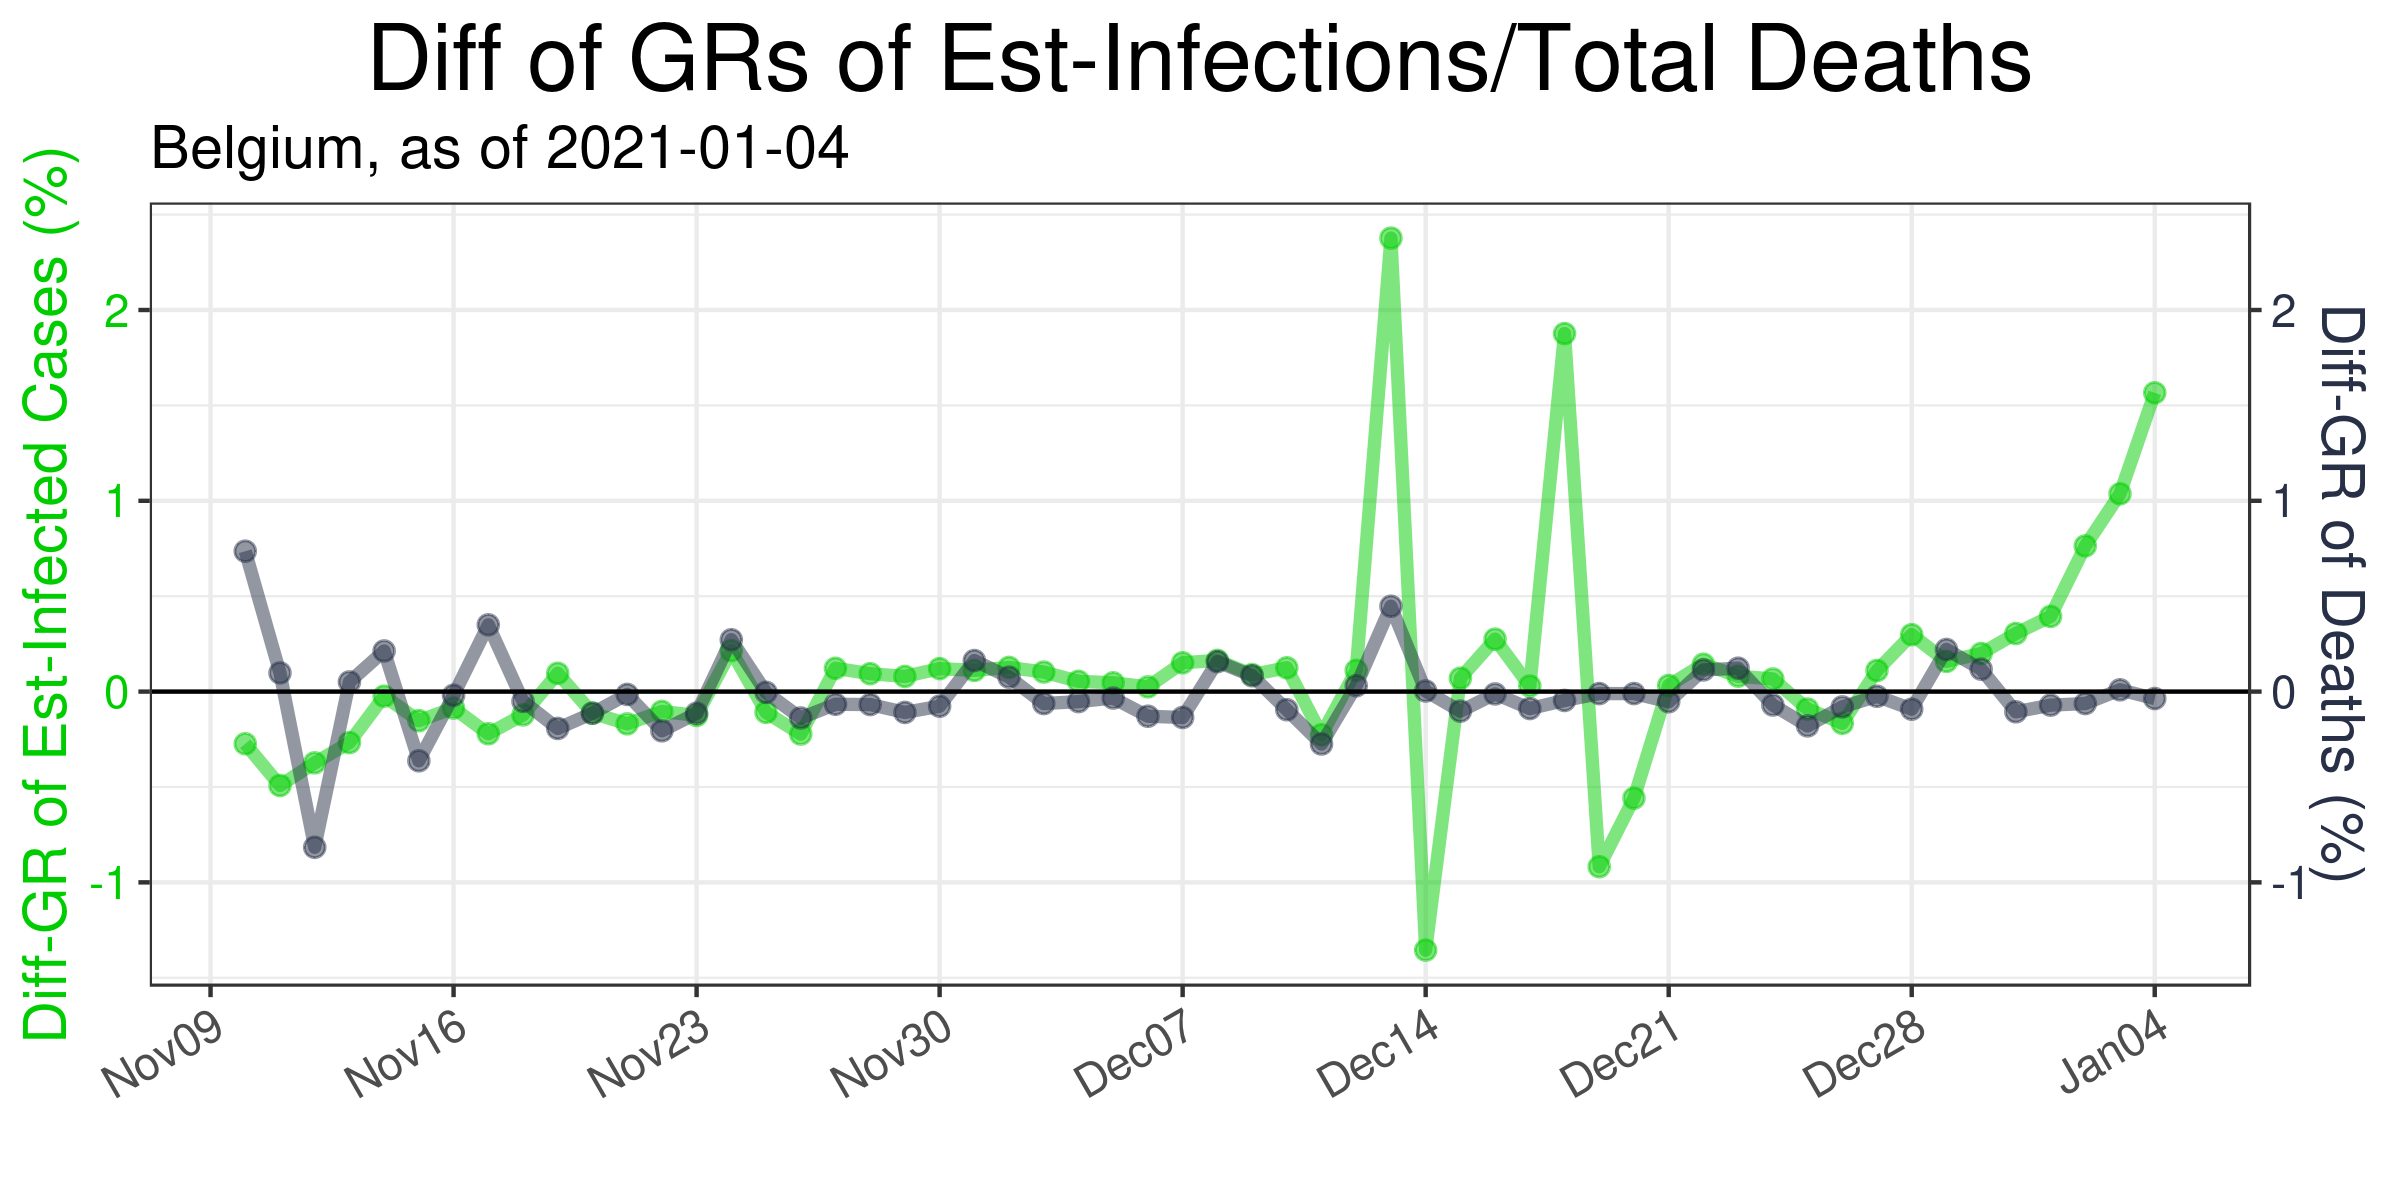 Diff of GRs of Est-Infections/Total Deaths
Belgium, as of 2021-01-04
Diff-GR of Est-Infected Cases (%)
2
1
0
-1
2
1
0
-1
Diff-GR of Deaths (%)
Nov09
Nov16
Nov23
Nov30
Dec07
Dec14
Dec21
Dec28
Jan04